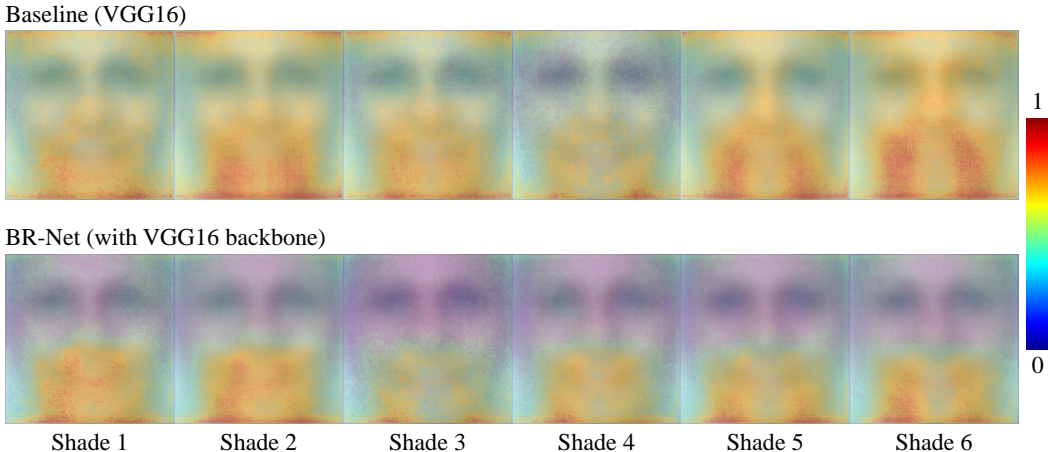 Baseline (VGG16)
1
BR-Net (with VGG16 backbone)
0
Shade 1 Shade 2 Shade 3 Shade 4 Shade 5 Shade 6